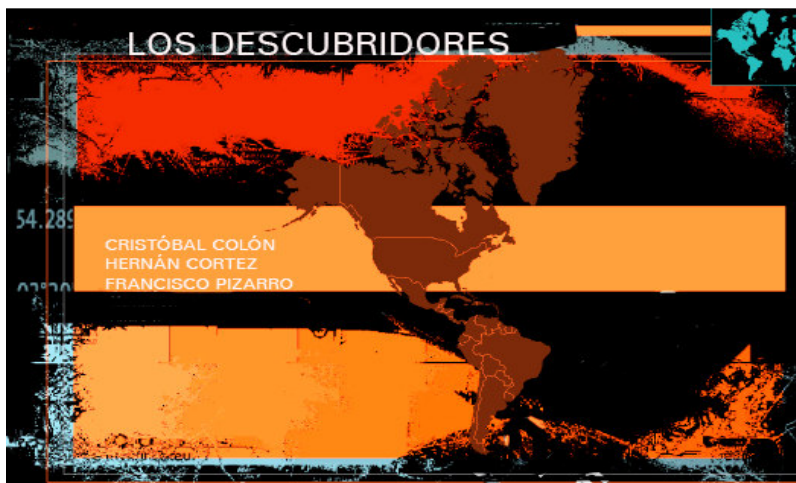 LOS DESCUBRIDORES
54.289
CRISTÓBAL COLÓN
HERNÁN CORTEZ
FRANCISCO PIZARRO